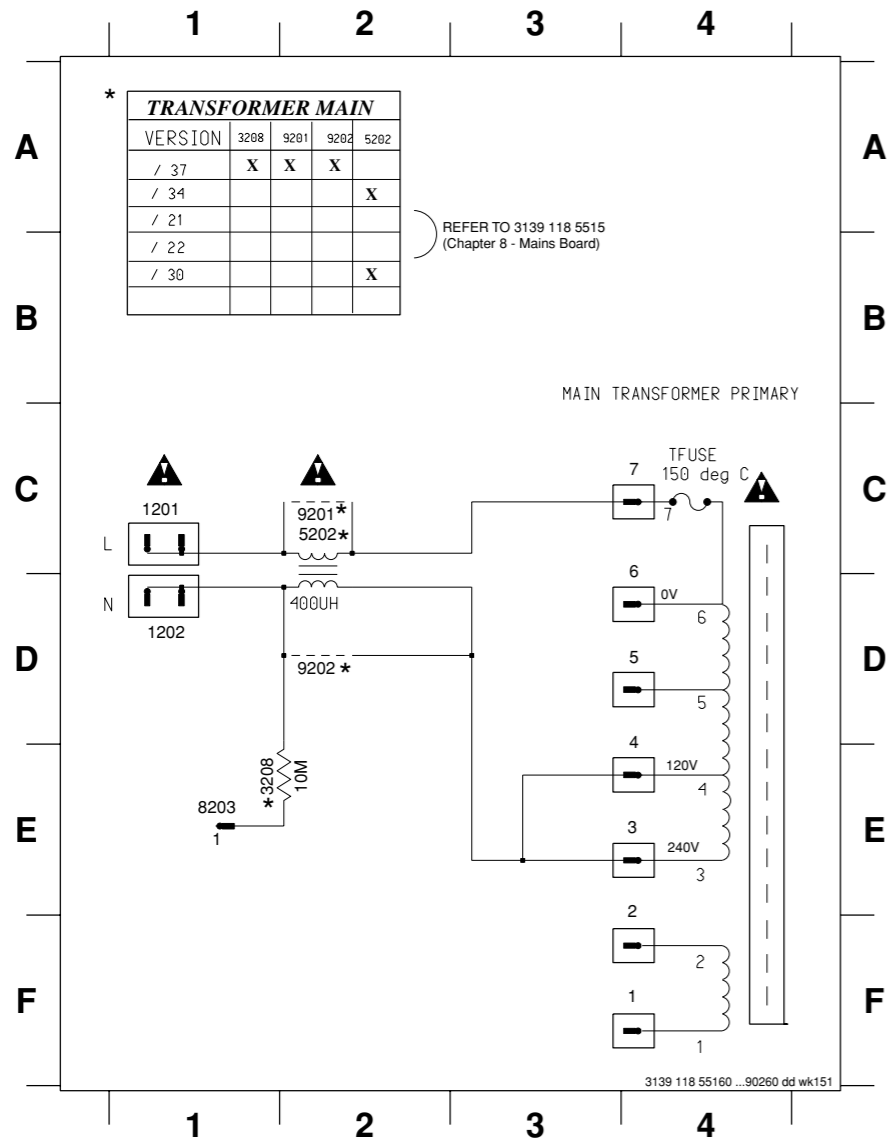 1 2 3 4
*
TRANSFORMER MAIN
VERSION 3208 9201 9202 5202
/ 37 X X X
/ 34 X
/ 21
/ 22
/ 30 X
REFER TO 3139 118 5515
(Chapter 8 - Mains Board)
A A
B B
MAIN TRANSFORMER PRIMARY
C C
TFUSE
150 deg C
7
7
1201
9201 *
5202 *
L
N
400UH
1202
6
0V
6
D D
9202 *
5
5
4
120V
4
* 3208
10M
8203
1
E E
3
240V
3
2
2
F F
1
1
3139 118 55160 ...90260 dd wk151
1 2 3 4